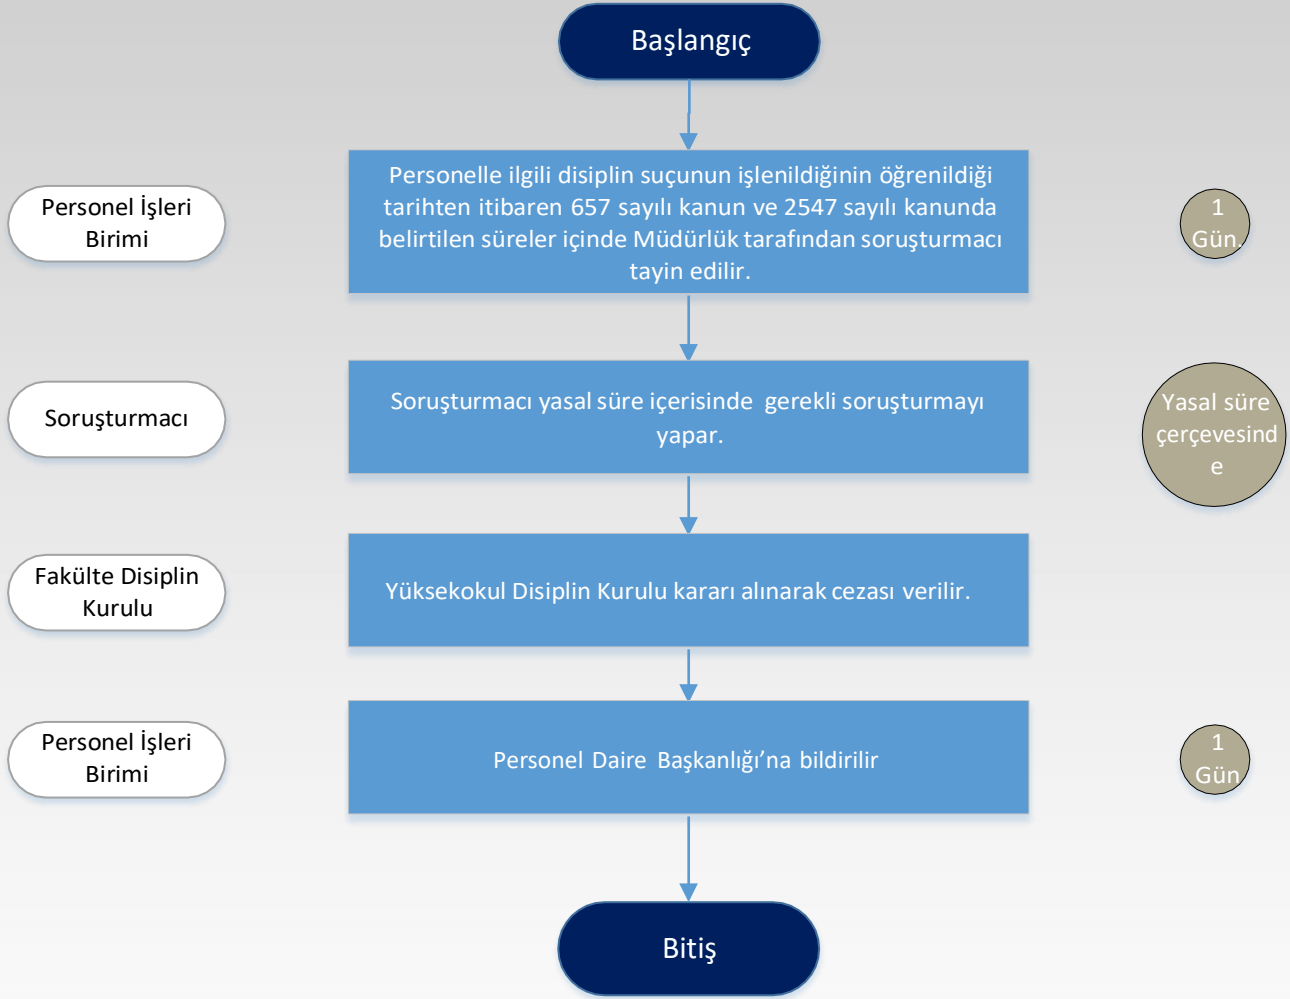 Başlangıç
Personel İşleri
Birimi
Personelle ilgili disiplin suçunun işlenildiğinin öğrenildiği
tarihten itibaren 657 sayılı kanun ve 2547 sayılı kanunda
belirtilen süreler içinde Müdürlük tarafından soruşturmacı
tayin edilir.
1
Gün.
Soruşturmacı
Soruşturmacı yasal süre içerisinde gerekli soruşturmayı
yapar.
Yasal süre
çerçevesind
e
Fakülte Disiplin
Kurulu
Yüksekokul Disiplin Kurulu kararı alınarak cezası verilir.
Personel İşleri
Birimi
Personel Daire Başkanlığı’na bildirilir
1
Gün
Bitiş